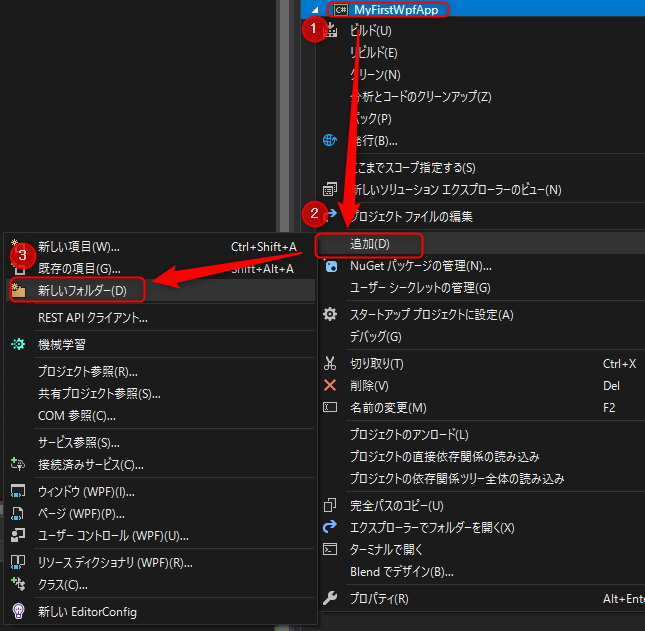 MyFirstWpfApp
1
ビルド(U)
リビルド(E)
クリーン(N)
分析とコードのクリーンアップ(Z)
パック(P)
発行(B)...
ここまでスコープ指定する(S)
新しいソリューション エクスプローラーのビュー(N)
2
プロジェクト ファイルの編集
追加(D)
NuGet パッケージの管理(N)...
ユーザー シークレットの管理(G)
スタートアップ プロジェクトに設定(A)
デバッグ(G)
切り取り(T) Ctrl+X
削除(V) Del
名前の変更(M) F2
プロジェクトのアンロード(L)
プロジェクトの直接依存関係の読み込み
プロジェクトの依存関係ツリー全体の読み込み
完全パスのコピー(U)
エクスプローラーでフォルダーを開く(X)
ターミナルで開く
Blend でデザイン(B)...
プロパティ(R) Alt+Ente
新しい項目(W)... Ctrl+Shift+A
3
既存の項目(G)... Shift+Alt+A
新しいフォルダー(D)
REST API クライアント...
機械学習
プロジェクト参照(R)...
共有プロジェクト参照(S)...
COM 参照(C)...
サービス参照(S)...
接続済みサービス(C)...
ウィンドウ (WPF)(I)...
ページ (WPF)(P)...
ユーザー コントロール (WPF)(U)...
リソース ディクショナリ (WPF)(R)...
クラス(C)...
新しい EditorConfig